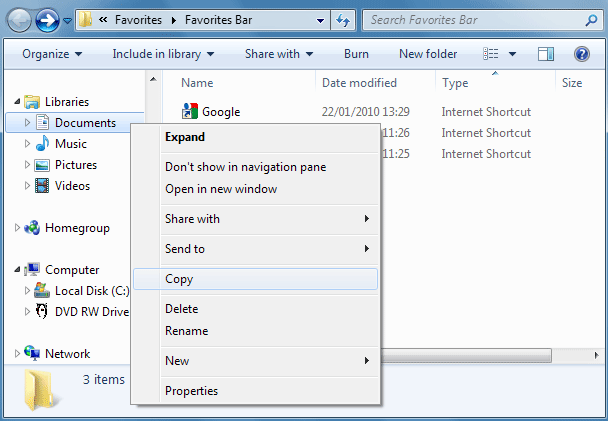 « Favorites Favorites Bar
Search Favorites Bar
Organize Include in library Share with Burn New folder
Name Date modified Type Size
Libraries
Google 22/01/2010 13:29 Internet Shortcut
Documents
11:26 Internet Shortcut
Music
11:25 Internet Shortcut
Pictures
Videos
Homegroup
Computer
Local Disk (C:)
DVD RW Drive
Network
Expand
Don't show in navigation pane
Open in new window
Share with
Send to
Copy
Delete
Rename
New
Properties
3 items